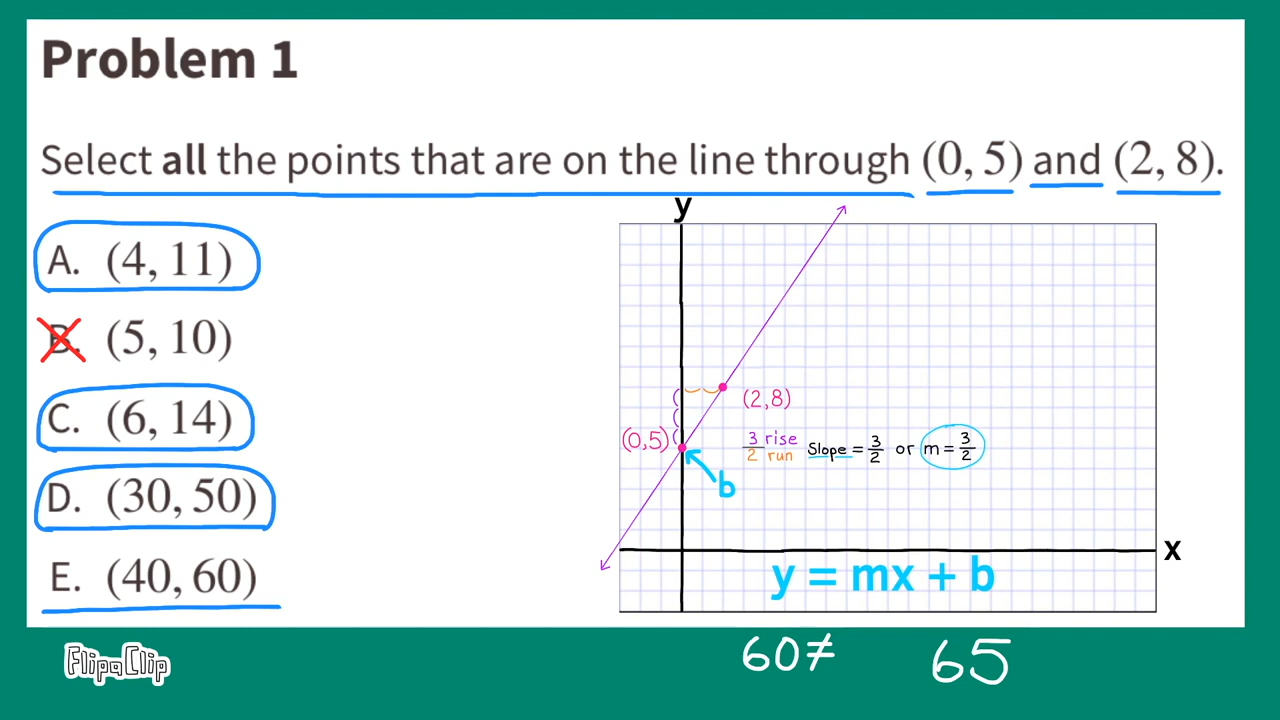 Problem 1
Select all the points that are on the line through (0, 5) and (2, 8).
A. (4, 11)
B. (5, 10)
C. (6, 14)
D. (30, 50)
E. (40, 60)
y
(2,8)
(0,5)
3 rise
2 run
Slope = 3/2 or m = 3/2
b
x
y = mx + b
60≠ 65
FlipaClip